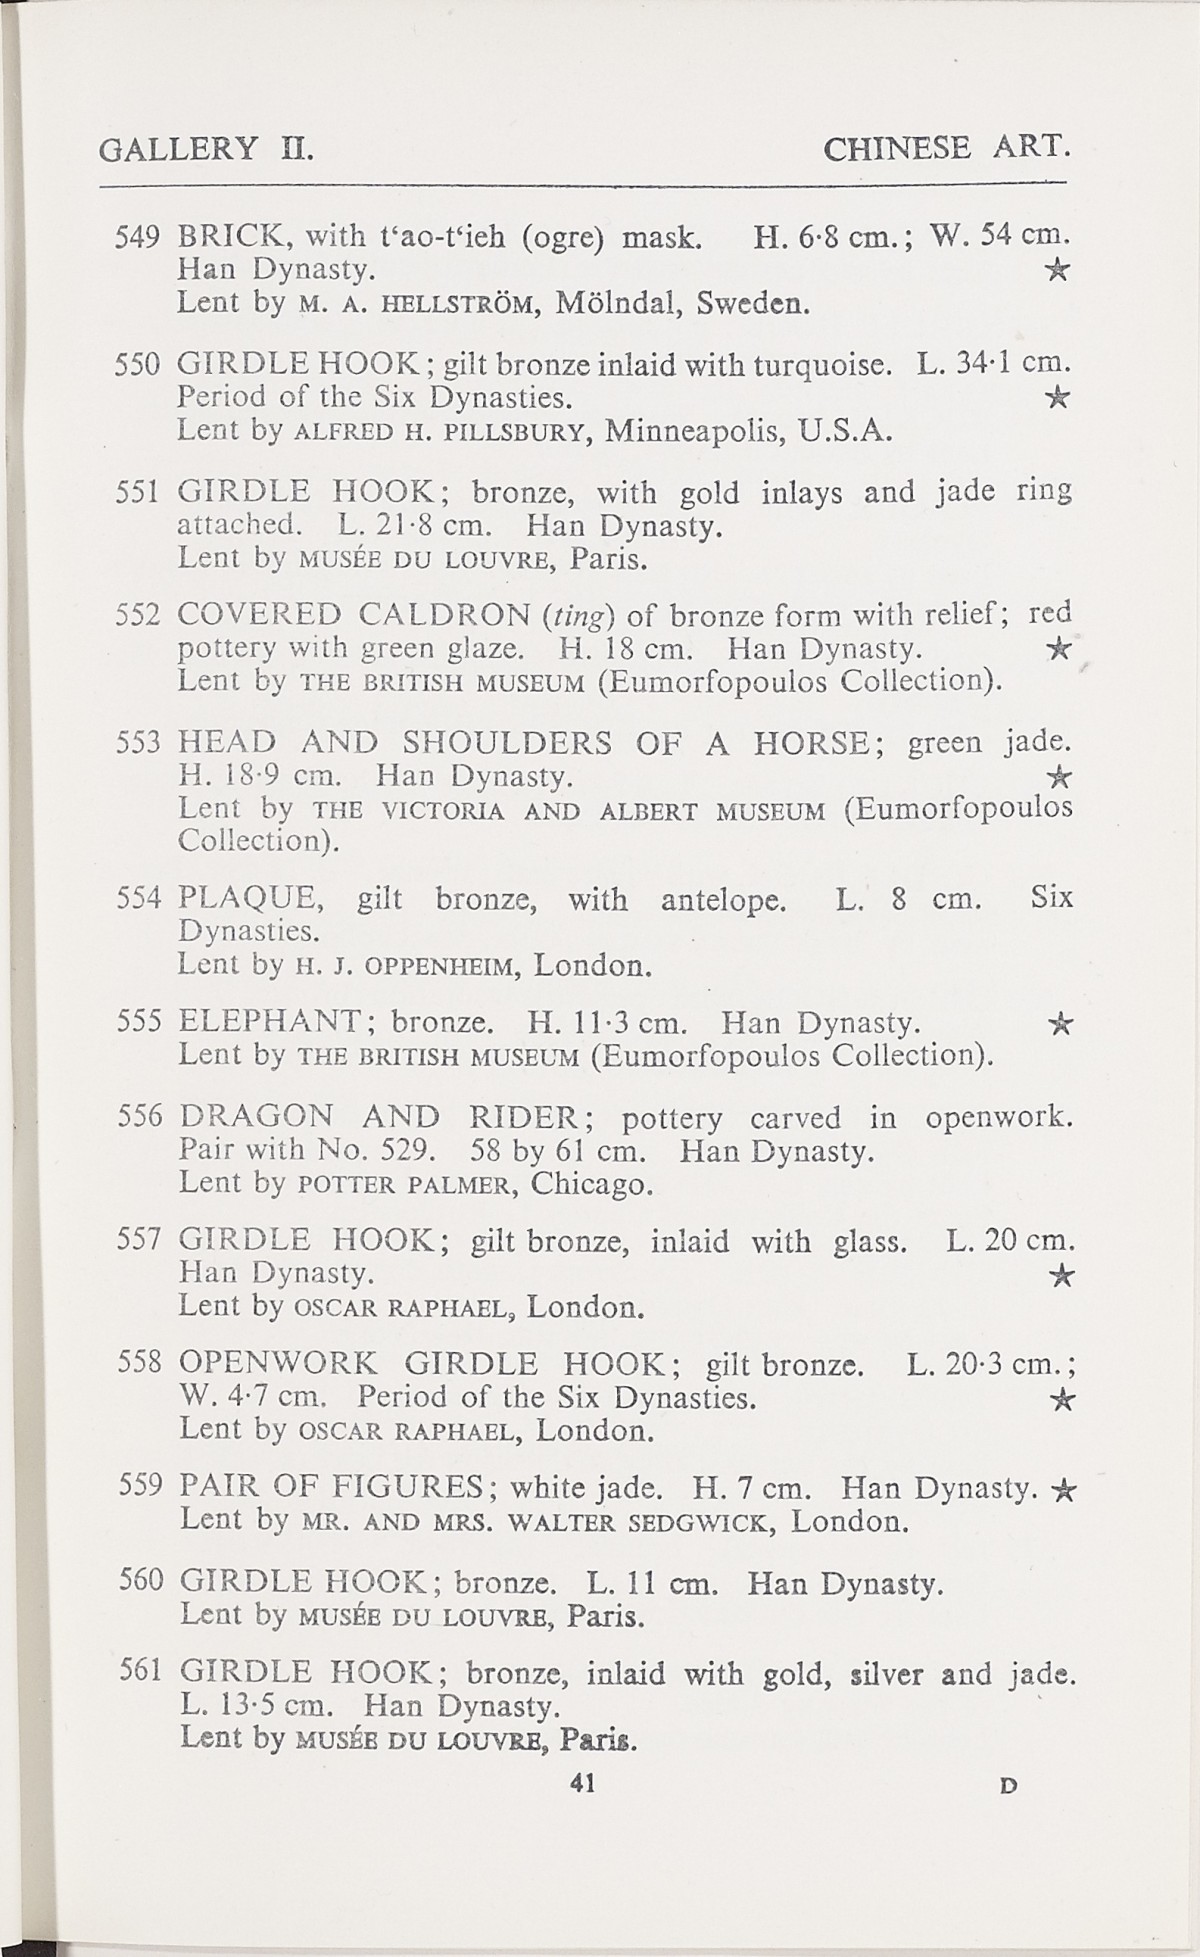 GALLERY II. CHINESE ART.
549 BRICK, with t‘ao-t‘ieh (ogre) mask. H. 6·8 cm.; W. 54 cm.
Han Dynasty. ★
Lent by M. A. HELLSTRÖM, Mölndal, Sweden.
550 GIRDLE HOOK; gilt bronze inlaid with turquoise. L. 34·1 cm.
Period of the Six Dynasties. ★
Lent by ALFRED H. PILLSBURY, Minneapolis, U.S.A.
551 GIRDLE HOOK; bronze, with gold inlays and jade ring
attached. L. 21·8 cm. Han Dynasty.
Lent by MUSÉE DU LOUVRE, Paris.
552 COVERED CALDRON (ting) of bronze form with relief; red
pottery with green glaze. H. 18 cm. Han Dynasty. ★
Lent by THE BRITISH MUSEUM (Eumorfopoulos Collection).
553 HEAD AND SHOULDERS OF A HORSE; green jade.
H. 18·9 cm. Han Dynasty. ★
Lent by THE VICTORIA AND ALBERT MUSEUM (Eumorfopoulos
Collection).
554 PLAQUE, gilt bronze, with antelope. L. 8 cm. Six
Dynasties.
Lent by H. J. OPPENHEIM, London.
555 ELEPHANT; bronze. H. 11·3 cm. Han Dynasty. ★
Lent by THE BRITISH MUSEUM (Eumorfopoulos Collection).
556 DRAGON AND RIDER; pottery carved in openwork.
Pair with No. 529. 58 by 61 cm. Han Dynasty.
Lent by POTTER PALMER, Chicago.
557 GIRDLE HOOK; gilt bronze, inlaid with glass. L. 20 cm.
Han Dynasty. ★
Lent by OSCAR RAPHAEL, London.
558 OPENWORK GIRDLE HOOK; gilt bronze. L. 20·3 cm.;
W. 4·7 cm. Period of the Six Dynasties. ★
Lent by OSCAR RAPHAEL, London.
559 PAIR OF FIGURES; white jade. H. 7 cm. Han Dynasty. ★
Lent by MR. AND MRS. WALTER SEDGWICK, London.
560 GIRDLE HOOK; bronze. L. 11 cm. Han Dynasty.
Lent by MUSÉE DU LOUVRE, Paris.
561 GIRDLE HOOK; bronze, inlaid with gold, silver and jade.
L. 13·5 cm. Han Dynasty.
Lent by MUSÉE DU LOUVRE, Paris.
41 D